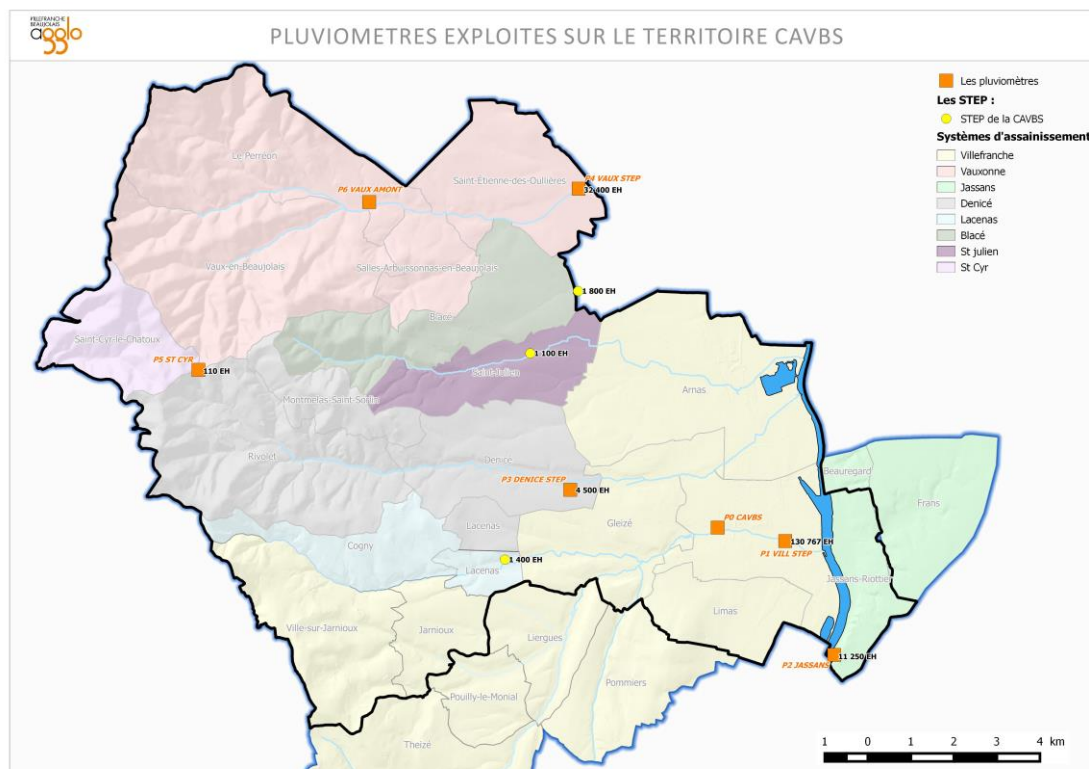 VILLEFRANCHE
BEAUJOLAIS
agglo
PLUVIOMETRES EXPLOITES SUR LE TERRITOIRE CAVBS
Les pluviomètres
Les STEP :
STEP de la CAVBS
Systèmes d'assainissement
Villefranche
Vauxonne
Jassans
Denicé
Lacenas
Blacé
St julien
St Cyr
Le Perréon
Saint-Etienne-des-Oullières
P4 VAUX STEP
32 400 EH
P6 VAUX AMONT
Vaux-en-Beaujolais
Salles-Arbuissonnas-en-Beaujolais
1 800 EH
Blacé
Saint-Cyr-le-Chatoux
P5 ST CYR
110 EH
1 100 EH
Saint-Julien
Arnas
Montmelas-Saint-Sorlin
Rivolet
Denicé
Beauregard
Frans
P3 DENICE STEP
4 500 EH
Lacenas
Gleizé
P0 CAVBS
130 767 EH
P1 VILL STEP
Cogny
1 400 EH
Lacenas
Jassans-Riottier
Limas
Ville-sur-Jarnioux
Jarnioux
Liergues
P2 JASSANS
11 250 EH
Pouilly-le-Monial
Pommiers
Theizé
1 0 1 2 3 4 km